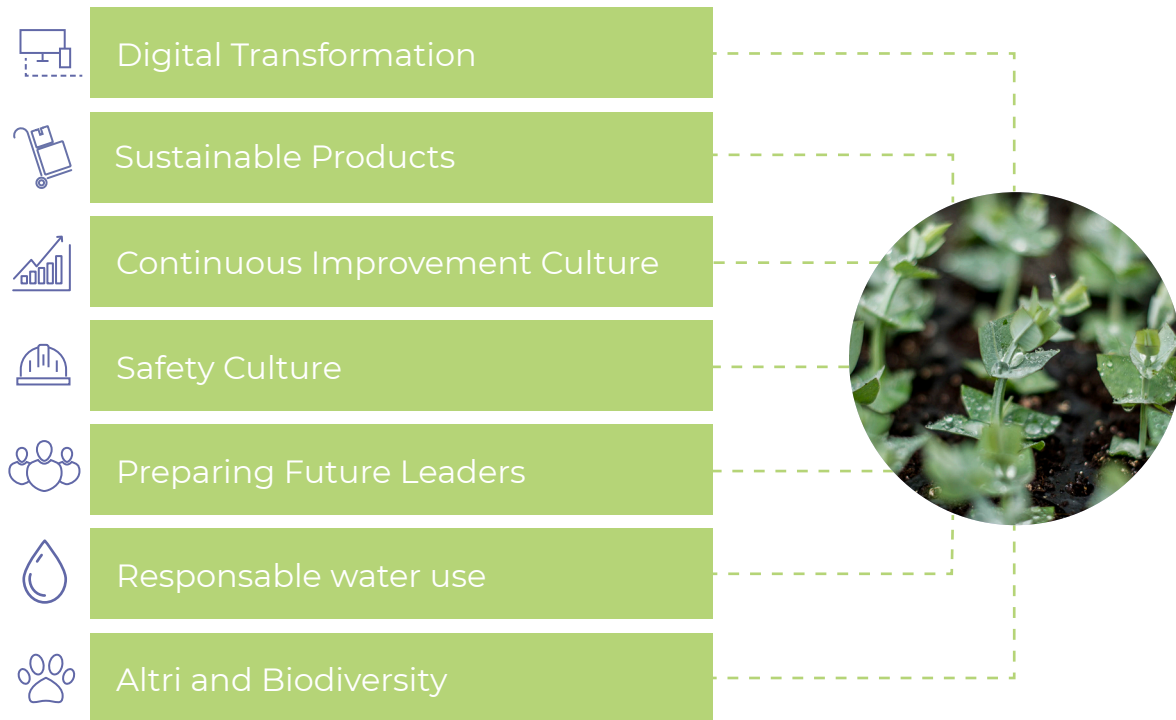 Digital Transformation
Sustainable Products
Continuous Improvement Culture
Safety Culture
Preparing Future Leaders
Responsable water use
Altri and Biodiversity